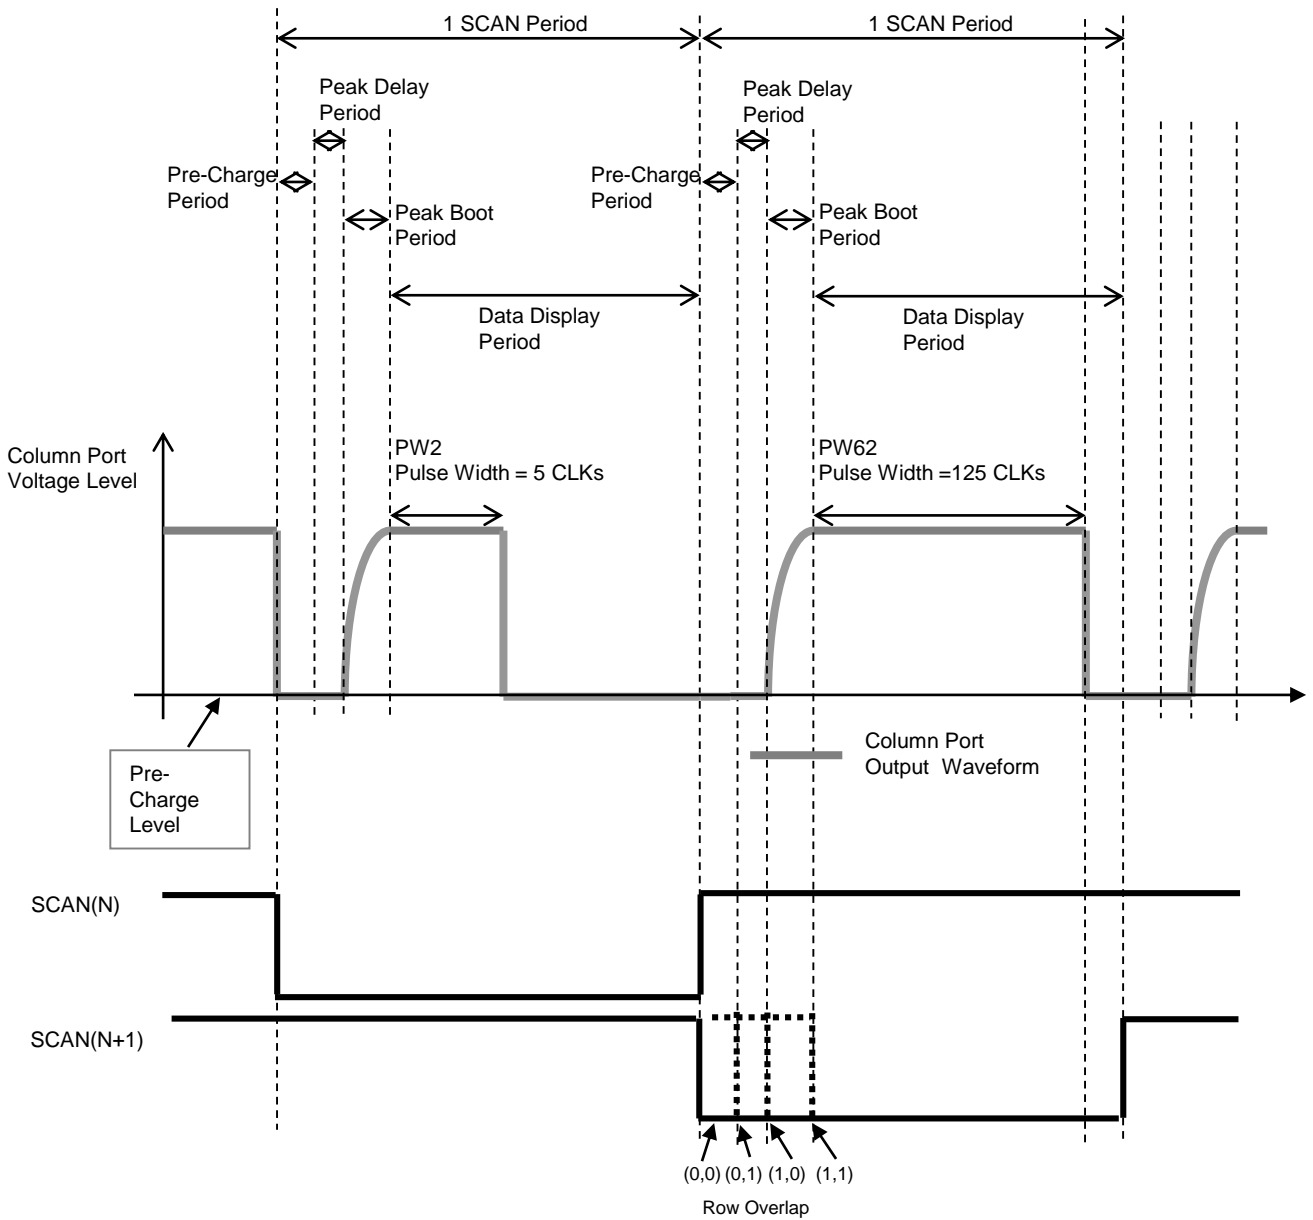 1 SCAN Period
1 SCAN Period
Peak Delay
Period
Peak Delay
Period
Pre-Charge
Period
Pre-Charge
Period
Peak Boot
Period
Peak Boot
Period
Data Display
Period
Data Display
Period
Column Port
Voltage Level
PW2
Pulse Width = 5 CLKs
PW62
Pulse Width =125 CLKs
Pre-
Charge
Level
Column Port
Output Waveform
SCAN(N)
SCAN(N+1)
(0,0) (0,1) (1,0) (1,1)
Row Overlap